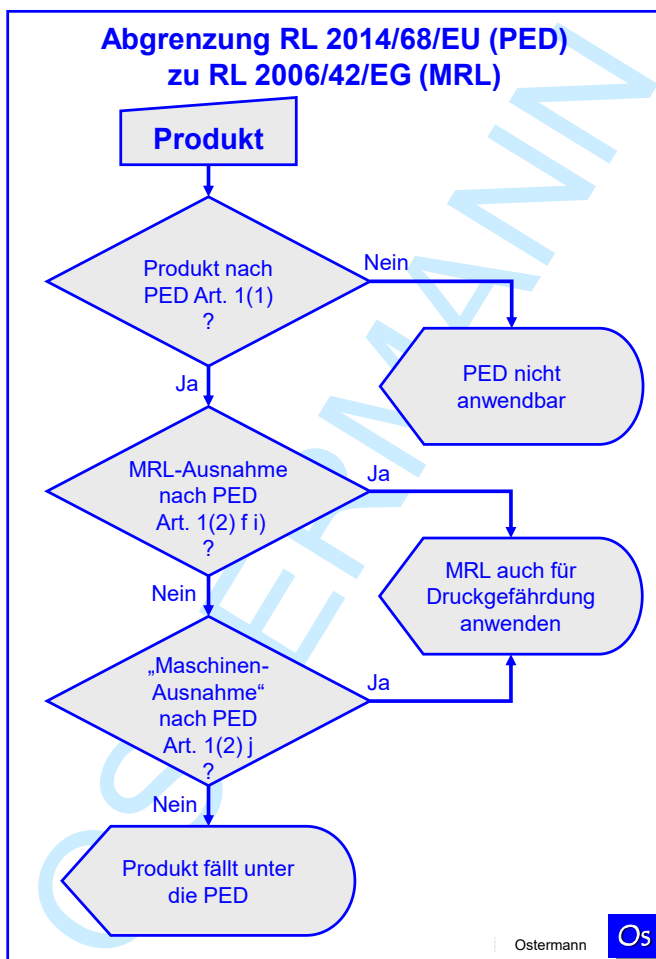 Abgrenzung RL 2014/68/EU (PED)
zu RL 2006/42/EG (MRL)
Produkt
Produkt nach
PED Art. 1(1)
?
Nein
PED nicht
anwendbar
Ja
MRL-Ausnahme
nach PED
Art. 1(2) f i)
?
Ja
MRL auch für
Druckgefährdung
anwenden
Nein
„Maschinen-
Ausnahme“
nach PED
Art. 1(2) j
?
Ja
Nein
Produkt fällt unter
die PED
OSTERMANN
Ostermann
Os